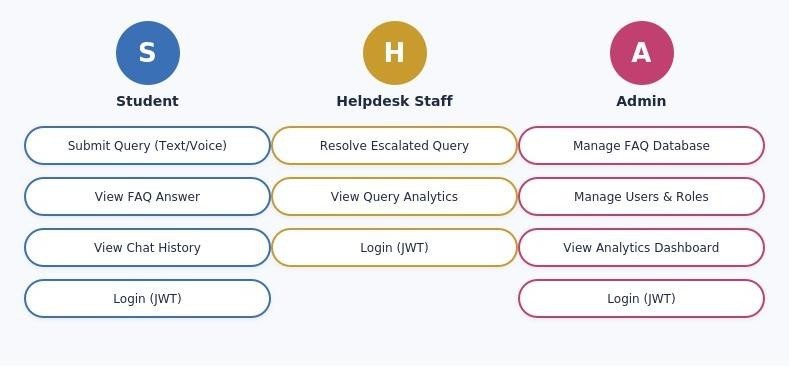 S
Student
Submit Query (Text/Voice)
View FAQ Answer
View Chat History
Login (JWT)
H
Helpdesk Staff
Resolve Escalated Query
View Query Analytics
Login (JWT)
A
Admin
Manage FAQ Database
Manage Users & Roles
View Analytics Dashboard
Login (JWT)